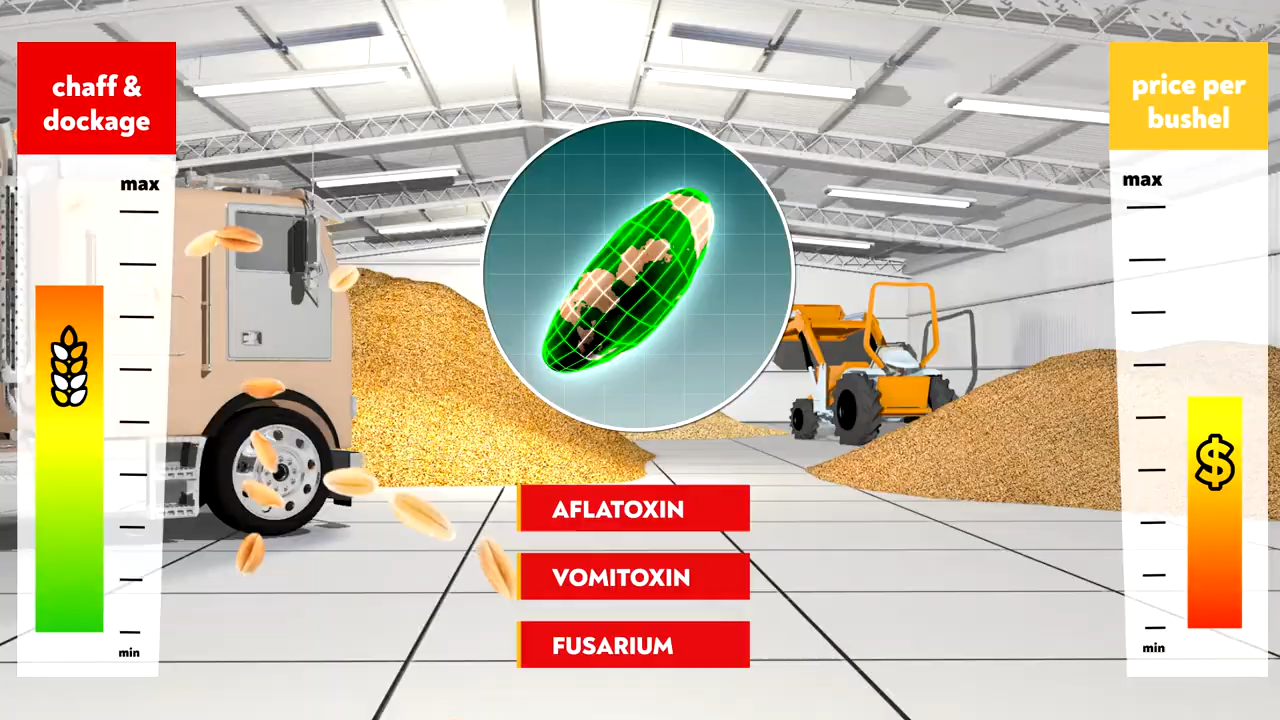 chaff &
dockage
max
min
price per
bushel
max
$
min
AFLATOXIN
VOMITOXIN
FUSARIUM